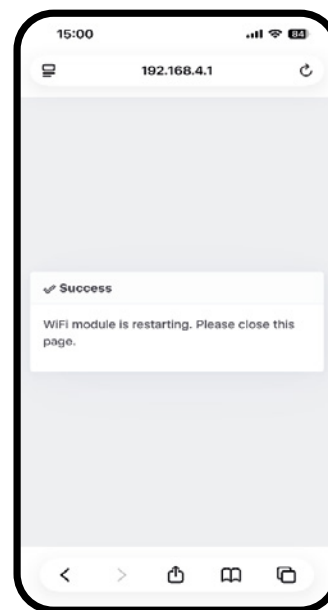 15:00
84
192.168.4.1
Success
WiFi module is restarting. Please close this
page.